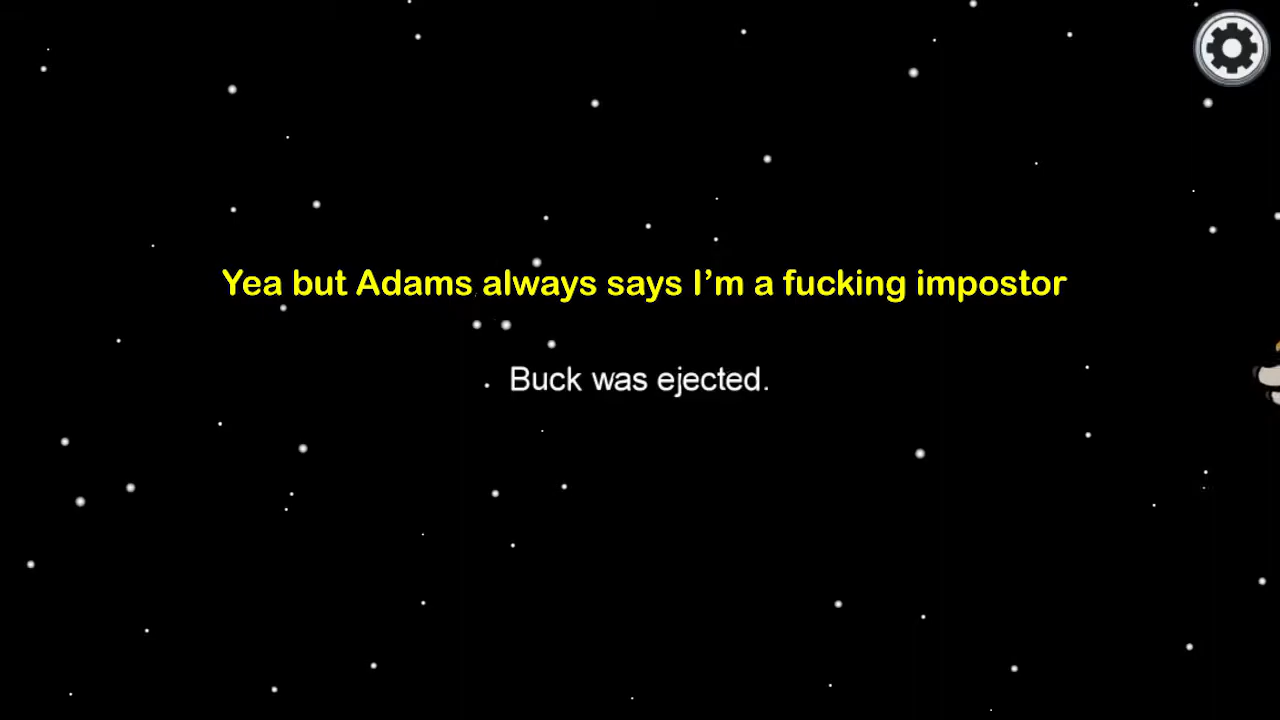 Yea but Adams always says I’m a fucking impostor
Buck was ejected.